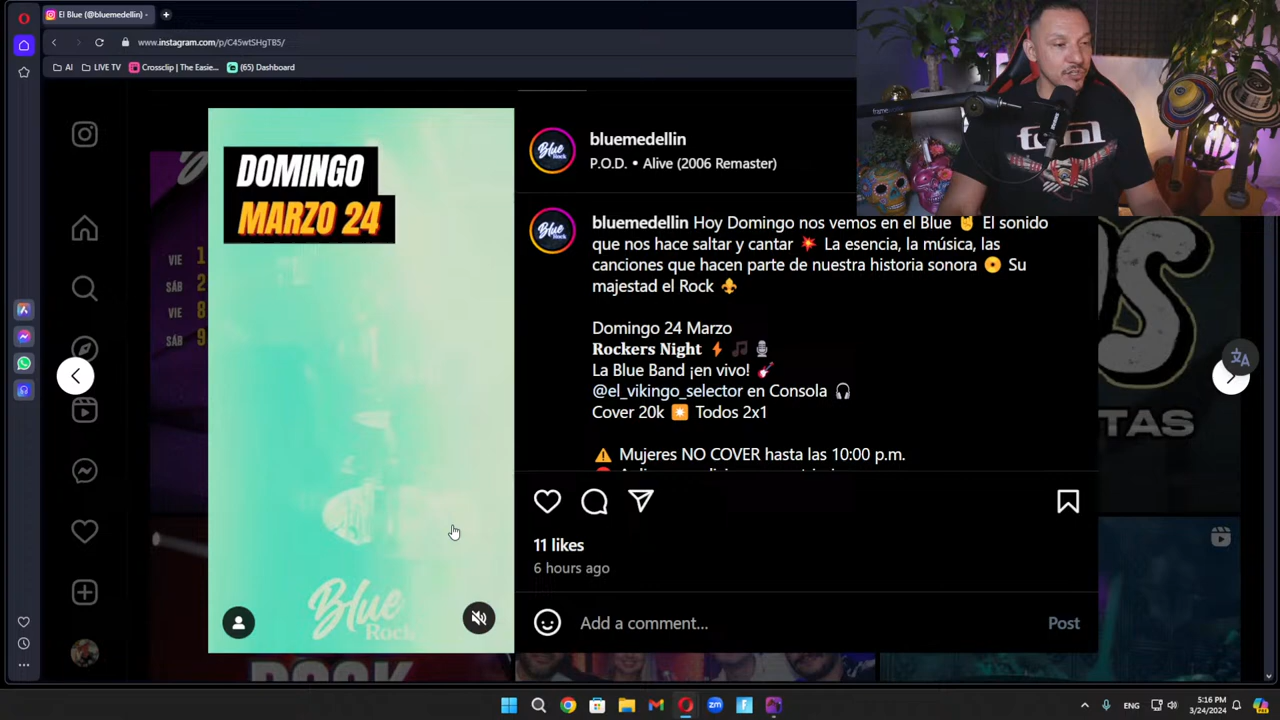 El Blue (@bluemedellin) -
www.instagram.com/p/C45wtSHgTB5/
AI
LIVE TV
Crossclip | The Easie...
(65) Dashboard
frame
DOMINGO
MARZO 24
VIE
SÁB
VIE
SÁB
Blue
Rock
bluemedellin
P.O.D. • Alive (2006 Remaster)
bluemedellin Hoy Domingo nos vemos en el Blue 🤘 El sonido
que nos hace saltar y cantar 💥 La esencia, la música, las
canciones que hacen parte de nuestra historia sonora 📀 Su
majestad el Rock ⚜️
Domingo 24 Marzo
Rockers Night ⚡ 🎵 🎙️
La Blue Band ¡en vivo! 🎸
@el_vikingo_selector en Consola 🎧
Cover 20k ✴️ Todos 2x1
⚠️ Mujeres NO COVER hasta las 10:00 p.m.
11 likes
6 hours ago
Add a comment...
Post
Blue
Rock
TAS
ROCK
ENG
5:16 PM
3/24/2024